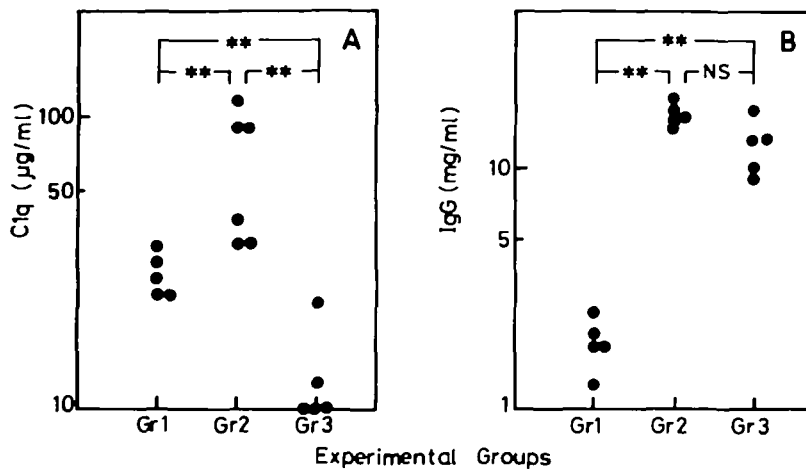 A
**
** **
C1q (µg/ml)
100
50
10
Gr1 Gr2 Gr3
B
**
** NS
IgG (mg/ml)
10
5
1
Gr1 Gr2 Gr3
Experimental Groups